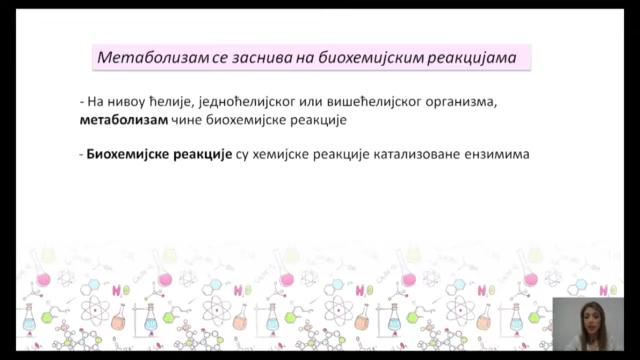 Метаболизам се заснива на биохемијским реакцијама
- На нивоу ћелије, једноћелијског или вишећелијског организма,
метаболизам чине биохемијске реакције
- Биохемијске реакције су хемијске реакције катализоване ензимима